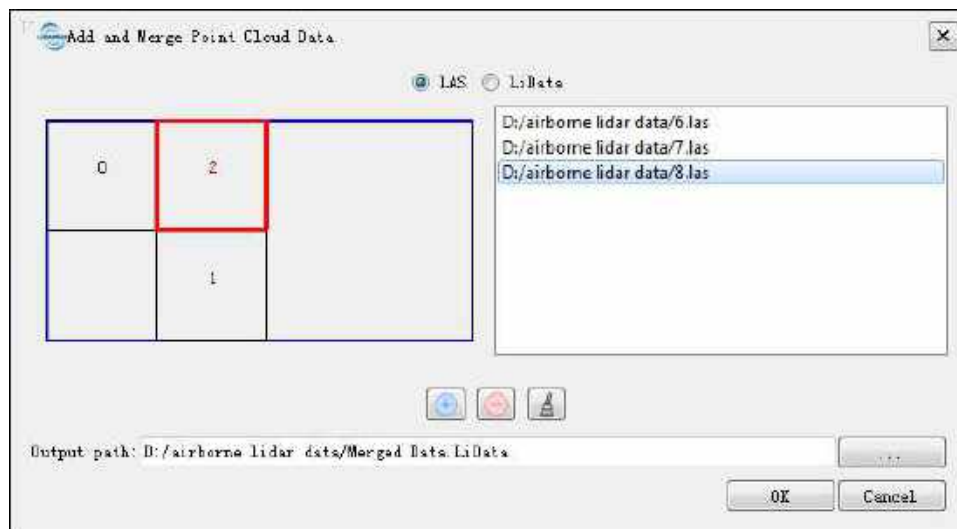 Add and Merge Point Cloud Data
LAS LiData
0 2
1
D:/airborne lidar data/6.las
D:/airborne lidar data/7.las
D:/airborne lidar data/8.las
Output path: D:/airborne lidar data/Merged Data.LiData
...
OK Cancel